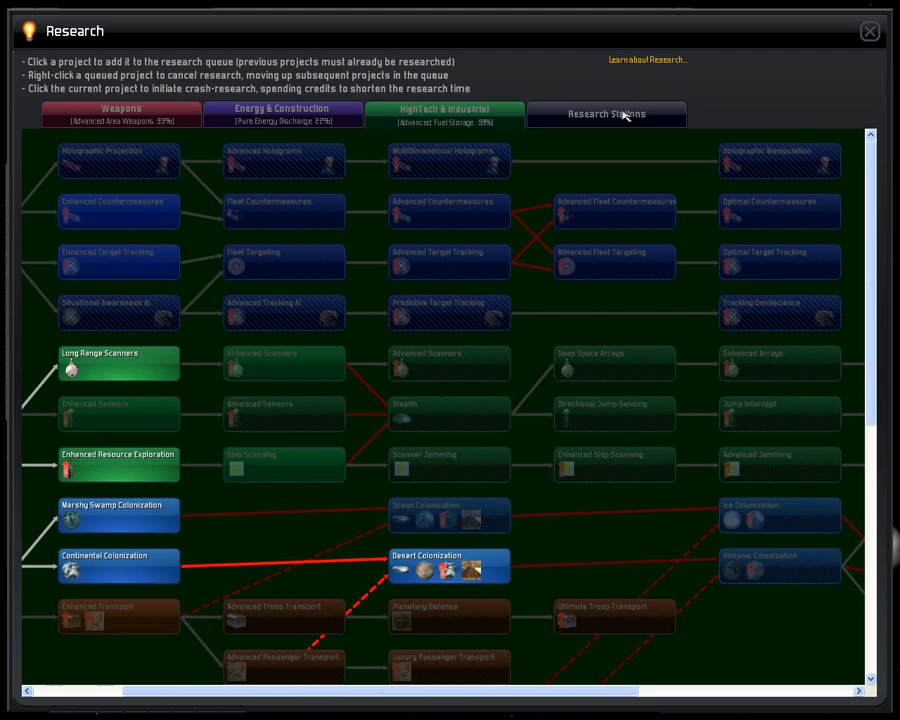 Research
- Click a project to add it to the research queue (previous projects must already be researched)
Learn about Research...
- Right-click a queued project to cancel research, moving up subsequent projects in the queue
- Click the current project to initiate crash-research, spending credits to shorten the research time
Weapons
Energy & Construction
HighTech & Industrial
Research Stations
[Advanced Area Weapons, 99%]
[Pure Energy Discharge, 22%]
[Advanced Fuel Storage, 99%]
Holographic Projection
Advanced Holograms
MultiDimensional Holograms
Holographic Manipulation
Enhanced Countermeasures
Fleet Countermeasures
Advanced Countermeasures
Advanced Fleet Countermeasures
Optimal Countermeasures
Enhanced Target Tracking
Fleet Targeting
Advanced Target Tracking
Advanced Fleet Targeting
Optimal Target Tracking
Situational Awareness AI
Advanced Tracking AI
Predictive Target Tracking
Tracking Omniscience
Long Range Scanners
Enhanced Scanners
Advanced Scanners
Deep Space Arrays
Enhanced Arrays
Enhanced Sensors
Advanced Sensors
Stealth
Directional Jump Sensing
Jump Intercept
Enhanced Resource Exploration
Ship Scanning
Scanner Jamming
Enhanced Ship Scanning
Advanced Jamming
Marshy Swamp Colonization
Ocean Colonization
Ice Colonization
Continental Colonization
Desert Colonization
Volcanic Colonization
Enhanced Transport
Advanced Troop Transport
Planetary Defense
Ultimate Troop Transport
Advanced Passenger Transport
Luxury Passenger Transport